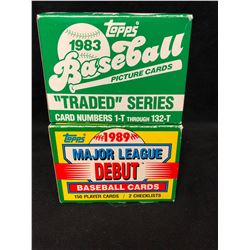 TOPPS
1983
Baseball
PICTURE CARDS
"TRADED" SERIES
CARD NUMBERS 1-T THROUGH 132-T
1989
TOPPS
MAJOR LEAGUE
DEBUT
BASEBALL CARDS
150 PLAYER CARDS / 2 CHECKLISTS